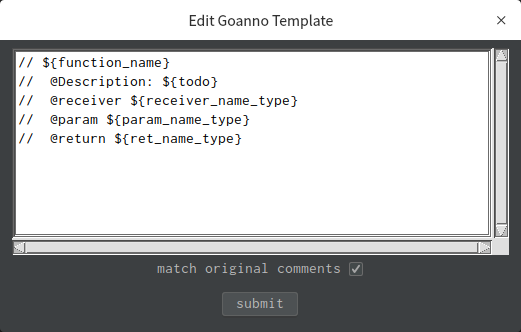 Edit Goanno Template
// ${function_name}
//  @Description: ${todo}
//  @receiver ${receiver_name_type}
//  @param ${param_name_type}
//  @return ${ret_name_type}
match original comments
submit